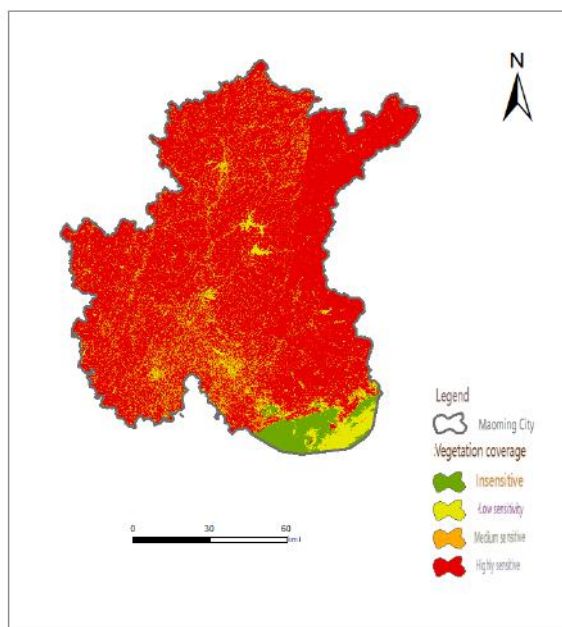 N
Legend
Maoming City
.Vegetation coverage
Insensitive
Low sensitivity
Medium sensitive
Highly sensitive
0 30 60